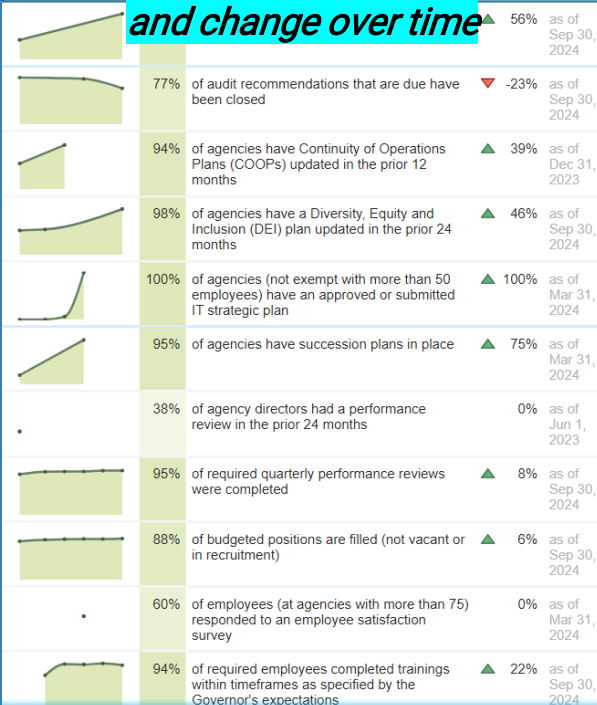 and change over time
56% as of
Sep 30,
2024
77% of audit recommendations that are due have -23% as of
been closed Sep 30,
2024
94% of agencies have Continuity of Operations 39% as of
Plans (COOPs) updated in the prior 12 Dec 31,
months 2023
98% of agencies have a Diversity, Equity and 46% as of
Inclusion (DEI) plan updated in the prior 24 Sep 30,
months 2024
100% of agencies (not exempt with more than 50 100% as of
employees) have an approved or submitted Mar 31,
IT strategic plan 2024
95% of agencies have succession plans in place 75% as of
Mar 31,
2024
38% of agency directors had a performance 0% as of
review in the prior 24 months Jun 1,
2023
95% of required quarterly performance reviews 8% as of
were completed Sep 30,
2024
88% of budgeted positions are filled (not vacant or 6% as of
in recruitment) Sep 30,
2024
60% of employees (at agencies with more than 75) 0% as of
responded to an employee satisfaction Mar 31,
survey 2024
94% of required employees completed trainings 22% as of
within timeframes as specified by the Sep 30,
Governor's expectations 2024